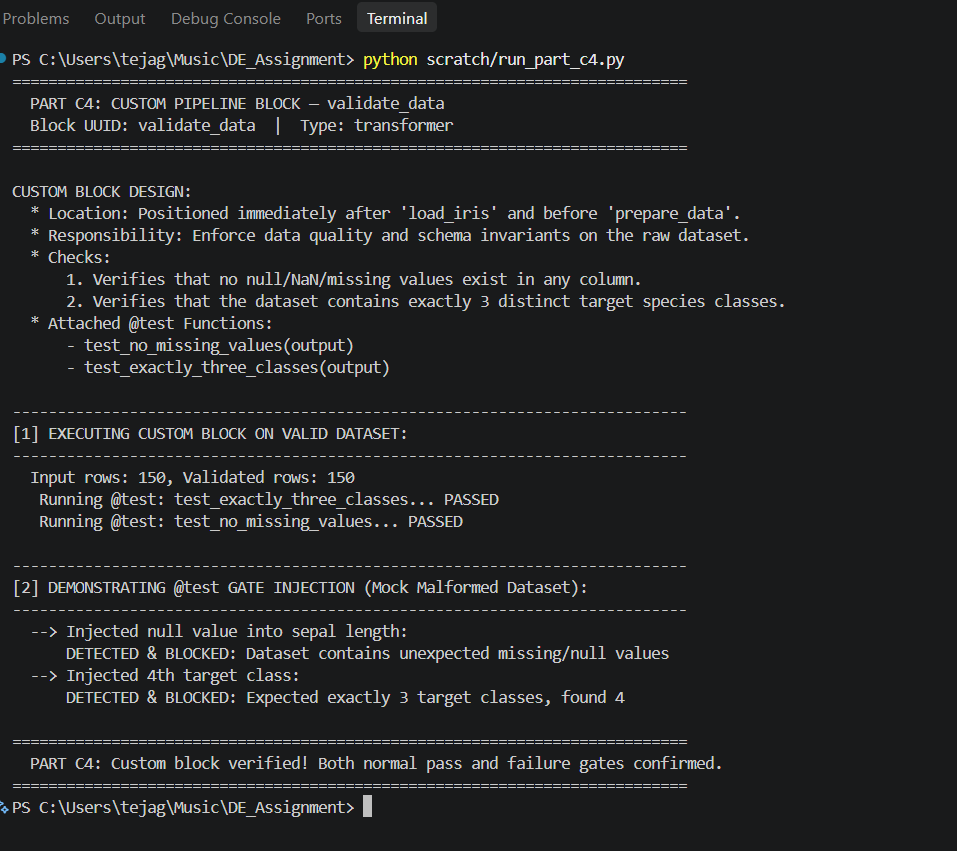 Problems Output Debug Console Ports Terminal
PS C:\Users\tejag\Music\DE_Assignment> python scratch/run_part_c4.py
===========================================================================
PART C4: CUSTOM PIPELINE BLOCK — validate_data
Block UUID: validate_data | Type: transformer
===========================================================================
CUSTOM BLOCK DESIGN:
* Location: Positioned immediately after 'load_iris' and before 'prepare_data'.
* Responsibility: Enforce data quality and schema invariants on the raw dataset.
* Checks:
1. Verifies that no null/NaN/missing values exist in any column.
2. Verifies that the dataset contains exactly 3 distinct target species classes.
* Attached @test Functions:
- test_no_missing_values(output)
- test_exactly_three_classes(output)
---------------------------------------------------------------------------
[1] EXECUTING CUSTOM BLOCK ON VALID DATASET:
---------------------------------------------------------------------------
Input rows: 150, Validated rows: 150
Running @test: test_exactly_three_classes... PASSED
Running @test: test_no_missing_values... PASSED
---------------------------------------------------------------------------
[2] DEMONSTRATING @test GATE INJECTION (Mock Malformed Dataset):
---------------------------------------------------------------------------
--> Injected null value into sepal length:
DETECTED & BLOCKED: Dataset contains unexpected missing/null values
--> Injected 4th target class:
DETECTED & BLOCKED: Expected exactly 3 target classes, found 4
===========================================================================
PART C4: Custom block verified! Both normal pass and failure gates confirmed.
===========================================================================
PS C:\Users\tejag\Music\DE_Assignment>